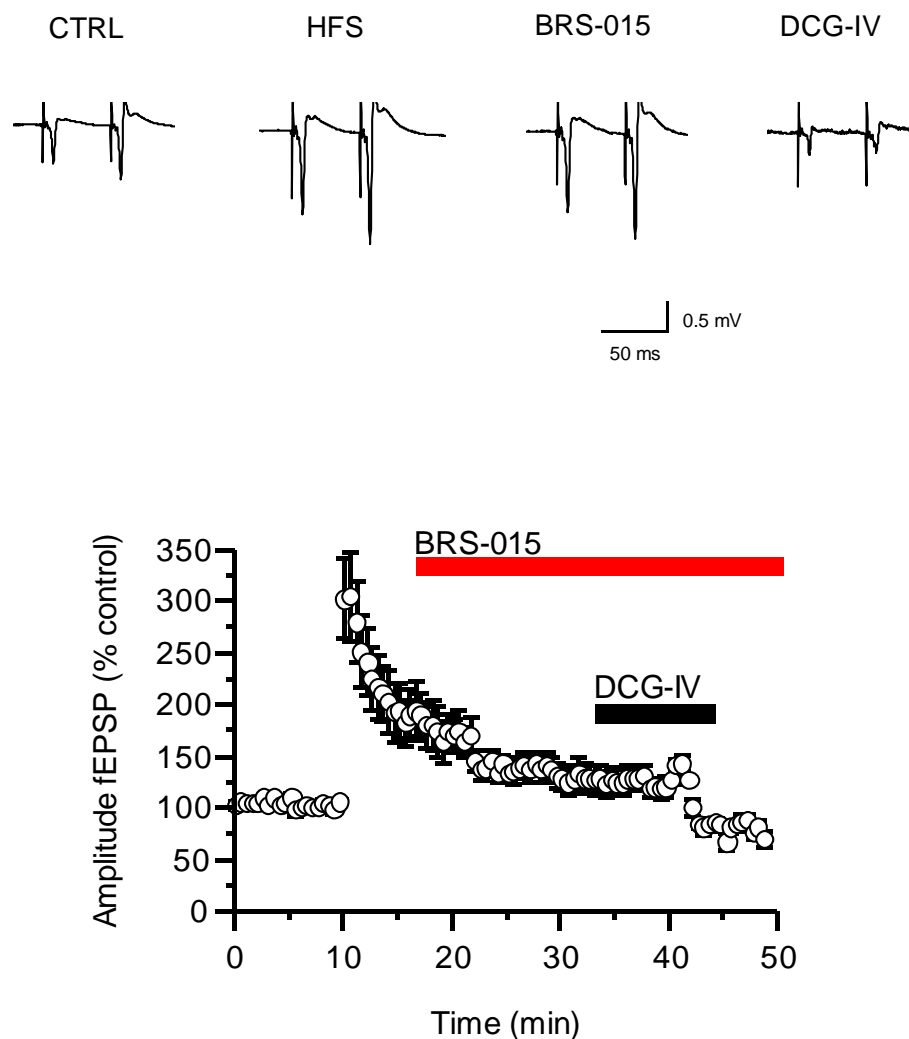 CTRL HFS BRS-015 DCG-IV
0.5 mV
50 ms
BRS-015
DCG-IV
Amplitude fEPSP (% control)
350
300
250
200
150
100
50
0
0 10 20 30 40 50
Time (min)